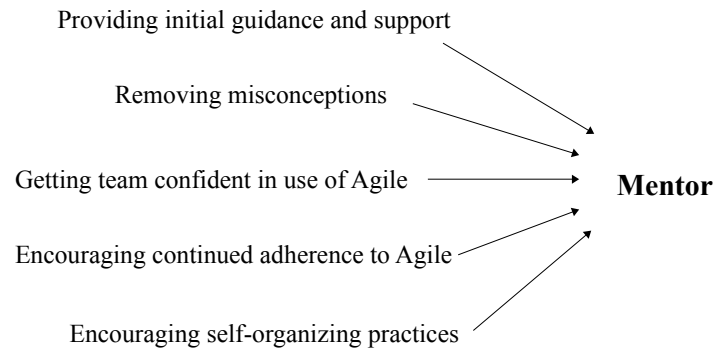 Providing initial guidance and support
Removing misconceptions
Getting team confident in use of Agile
Mentor
Encouraging continued adherence to Agile
Encouraging self-organizing practices